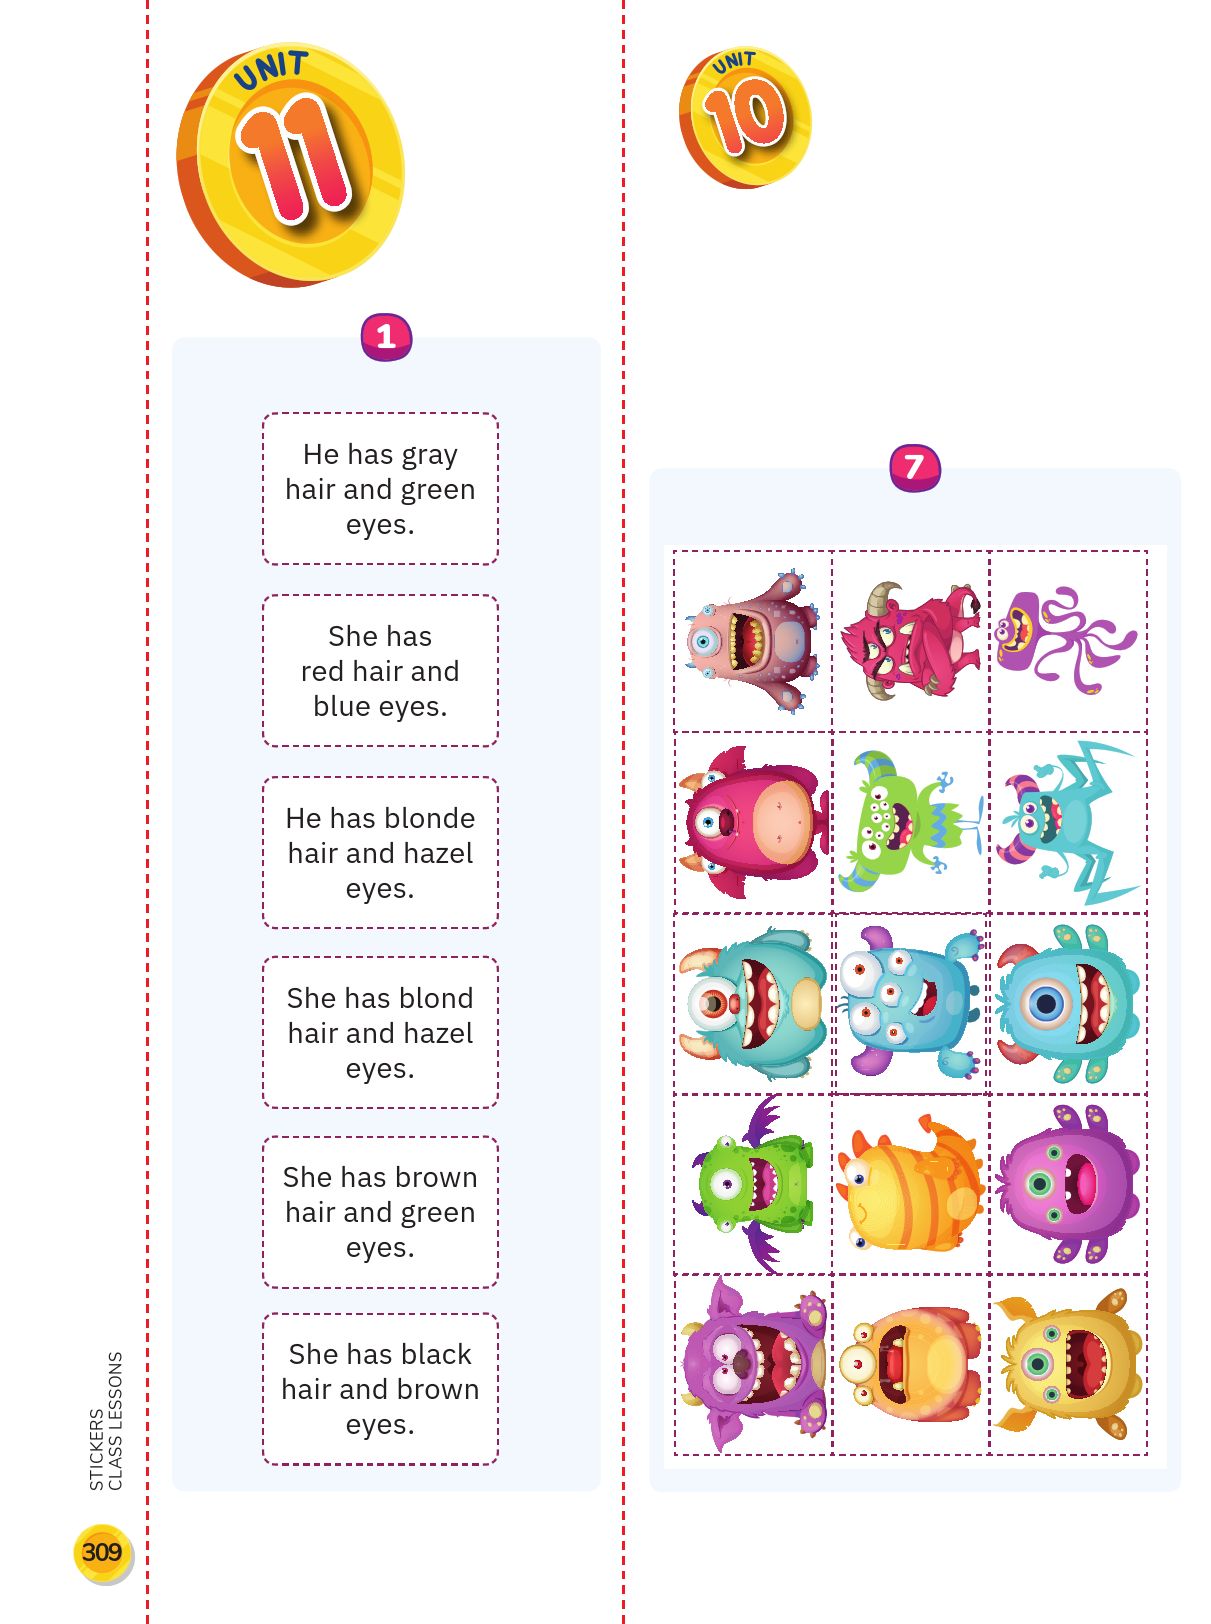 UNIT
11
1
He has gray
hair and green
eyes.
She has
red hair and
blue eyes.
He has blonde
hair and hazel
eyes.
She has blond
hair and hazel
eyes.
She has brown
hair and green
eyes.
She has black
hair and brown
eyes.
UNIT
10
7
STICKERS
CLASS LESSONS
309